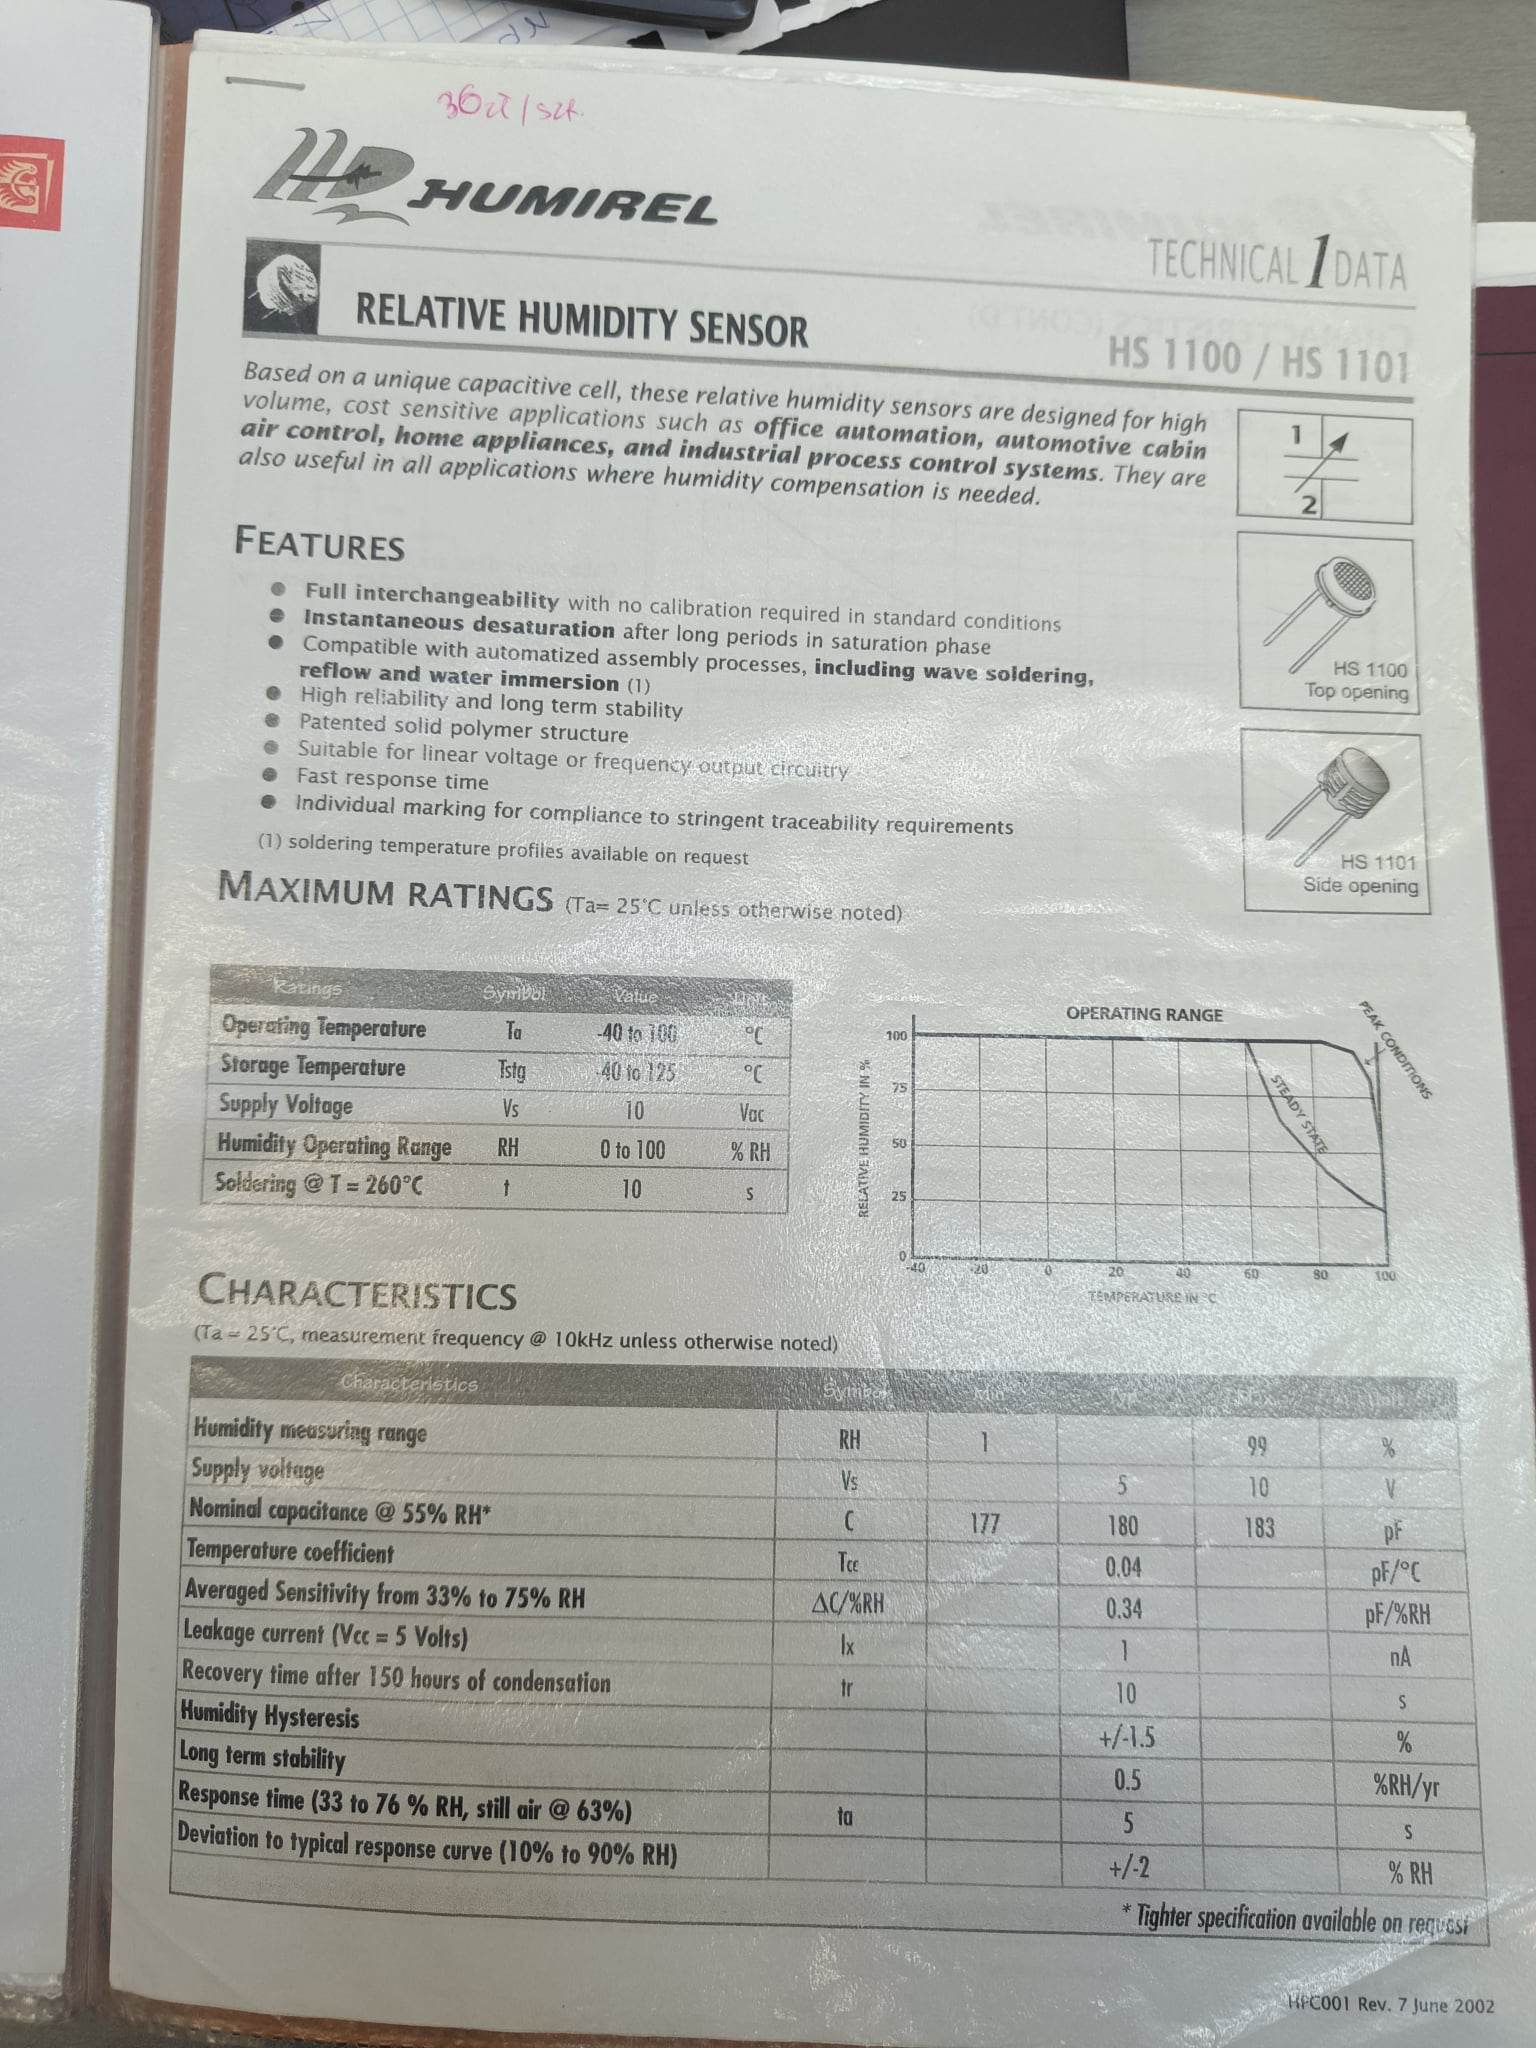 36zł/szt.
HUMIREL
TECHNICAL 1 DATA
RELATIVE HUMIDITY SENSOR
HS 1100 / HS 1101
Based on a unique capacitive cell, these relative humidity sensors are designed for high
volume, cost sensitive applications such as office automation, automotive cabin
air control, home appliances, and industrial process control systems. They are
also useful in all applications where humidity compensation is needed.
1
2
FEATURES
● Full interchangeability with no calibration required in standard conditions
● Instantaneous desaturation after long periods in saturation phase
● Compatible with automatized assembly processes, including wave soldering,
reflow and water immersion (1)
● High reliability and long term stability
● Patented solid polymer structure
● Suitable for linear voltage or frequency output circuitry
● Fast response time
● Individual marking for compliance to stringent traceability requirements
(1) soldering temperature profiles available on request
HS 1100
Top opening
HS 1101
Side opening
MAXIMUM RATINGS (Ta= 25°C unless otherwise noted)
Ratings Symbol Value Unit
Operating Temperature Ta -40 to 100 °C
Storage Temperature Tstg -40 to 125 °C
Supply Voltage Vs 10 Vac
Humidity Operating Range RH 0 to 100 % RH
Soldering @ T = 260°C t 10 s
OPERATING RANGE
PEAK CONDITIONS
STEADY STATE
RELATIVE HUMIDITY IN %
100
75
50
25
0
-40 -20 0 20 40 60 80 100
TEMPERATURE IN °C
CHARACTERISTICS
(Ta = 25°C, measurement frequency @ 10kHz unless otherwise noted)
Characteristics Symbol Min Typ Max Unit
Humidity measuring range RH 1 99 %
Supply voltage Vs 5 10 V
Nominal capacitance @ 55% RH* C 177 180 183 pF
Temperature coefficient Tcc 0.04 pF/°C
Averaged Sensitivity from 33% to 75% RH ΔC/%RH 0.34 pF/%RH
Leakage current (Vcc = 5 Volts) Ix 1 nA
Recovery time after 150 hours of condensation tr 10 s
Humidity Hysteresis +/-1.5 %
Long term stability 0.5 %RH/yr
Response time (33 to 76 % RH, still air @ 63%) ta 5 s
Deviation to typical response curve (10% to 90% RH) +/-2 % RH
* Tighter specification available on request
HPC001 Rev. 7 June 2002